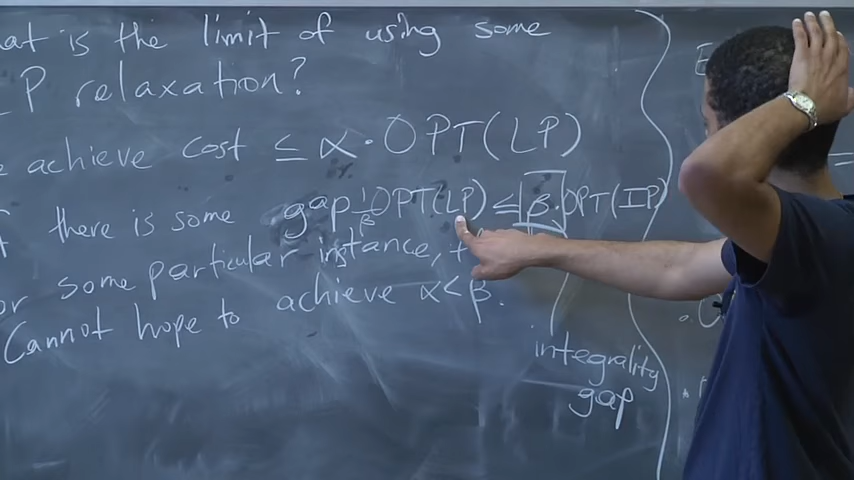 at is the limit of using some
LP relaxation?
e achieve cost ≤ α · OPT(LP)
there is some gap 1/β OPT(LP) ≤ β · OPT(IP)
or some particular instance,
Cannot hope to achieve α < β.
integrality
gap